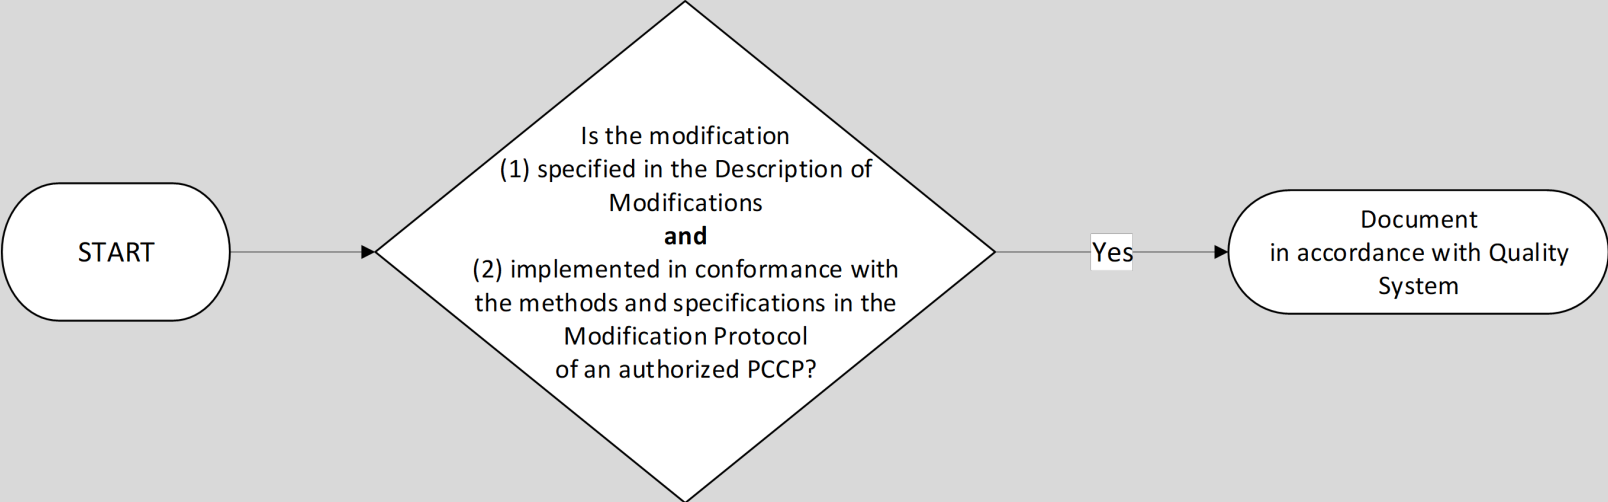 START
Is the modification
(1) specified in the Description of
Modifications
and
(2) implemented in conformance with
the methods and specifications in the
Modification Protocol
of an authorized PCCP?
Yes
Document
in accordance with Quality
System